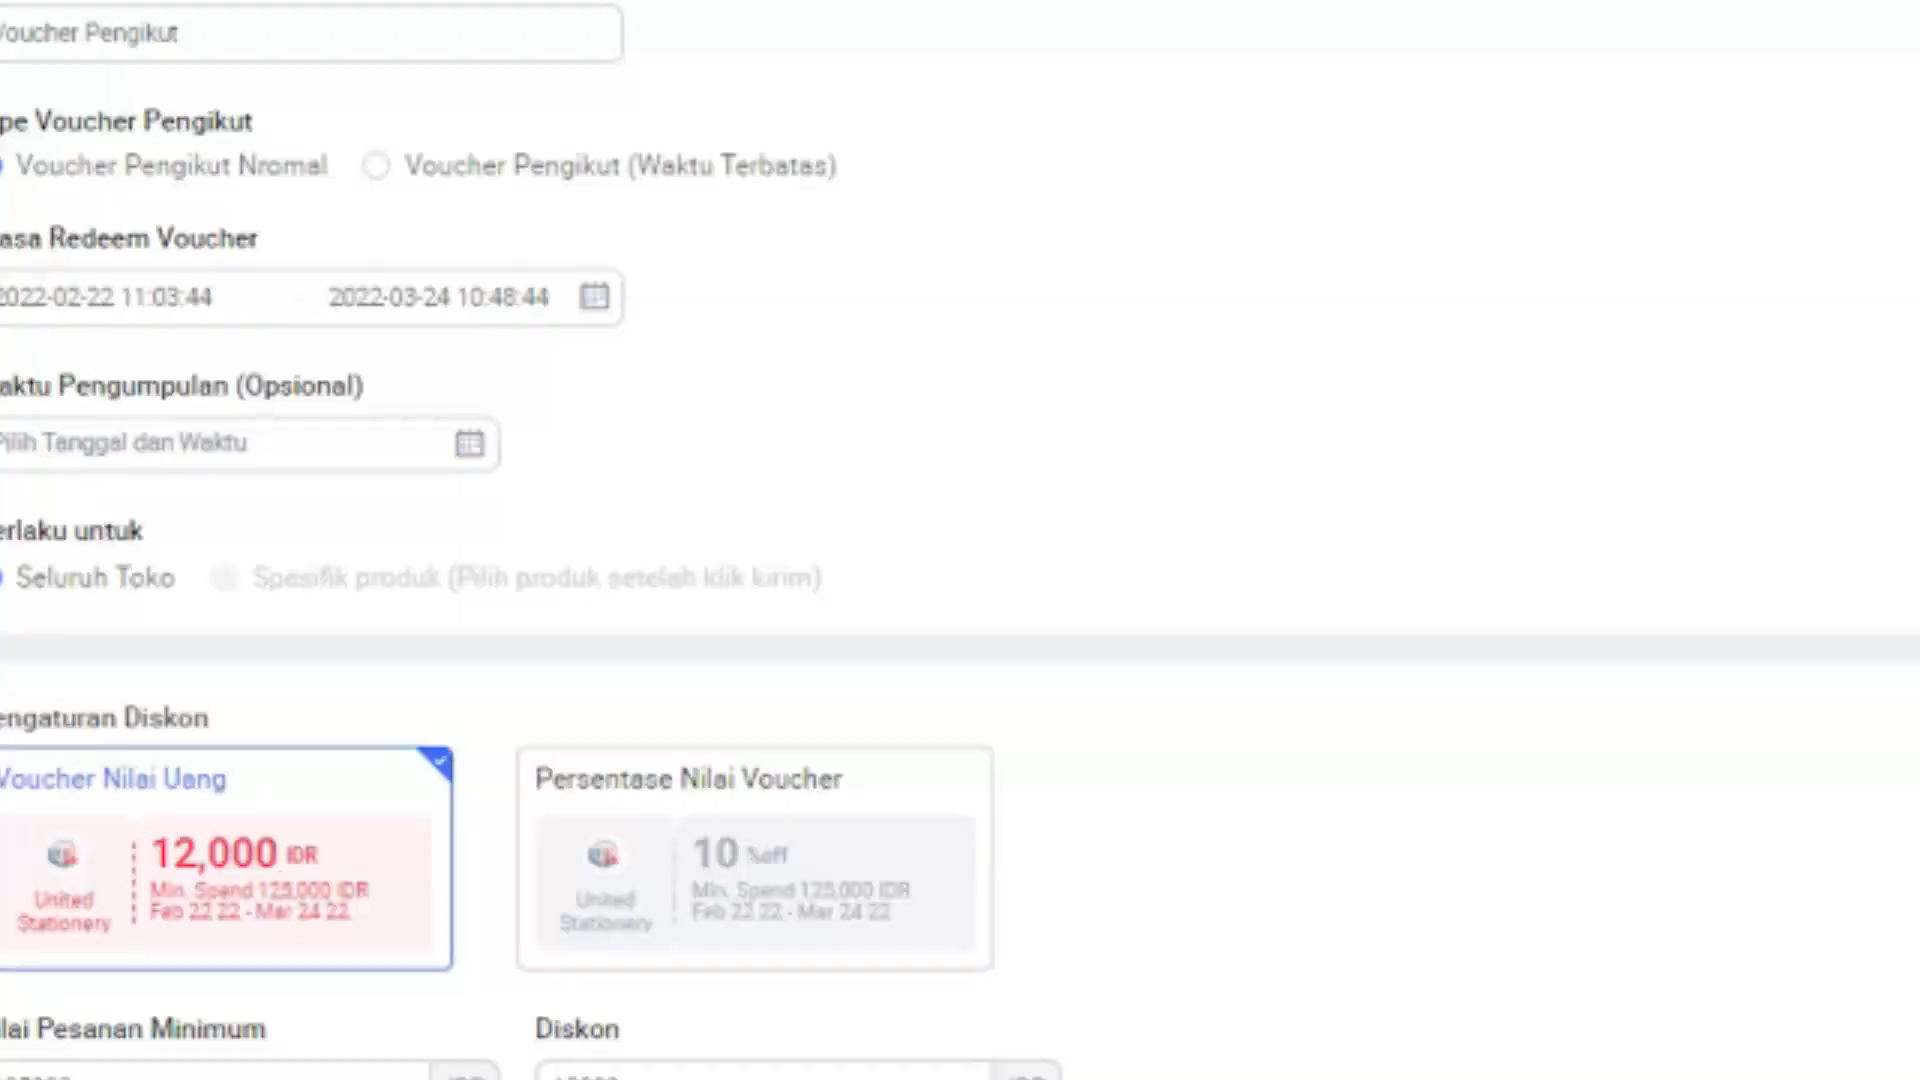 Voucher Pengikut
pe Voucher Pengikut
Voucher Pengikut Nromal Voucher Pengikut (Waktu Terbatas)
asa Redeem Voucher
2022-02-22 11:03:44 2022-03-24 10:48:44
aktu Pengumpulan (Opsional)
Pilih Tanggal dan Waktu
erlaku untuk
Seluruh Toko Spesifik produk (Pilih produk setelah klik kirim)
engaturan Diskon
Voucher Nilai Uang
United Stationery
12,000 IDR
Min. Spend 125,000 IDR
Feb 22 22 - Mar 24 22
Persentase Nilai Voucher
United Stationery
10 %off
Min. Spend 125,000 IDR
Feb 22 22 - Mar 24 22
lai Pesanan Minimum
Diskon